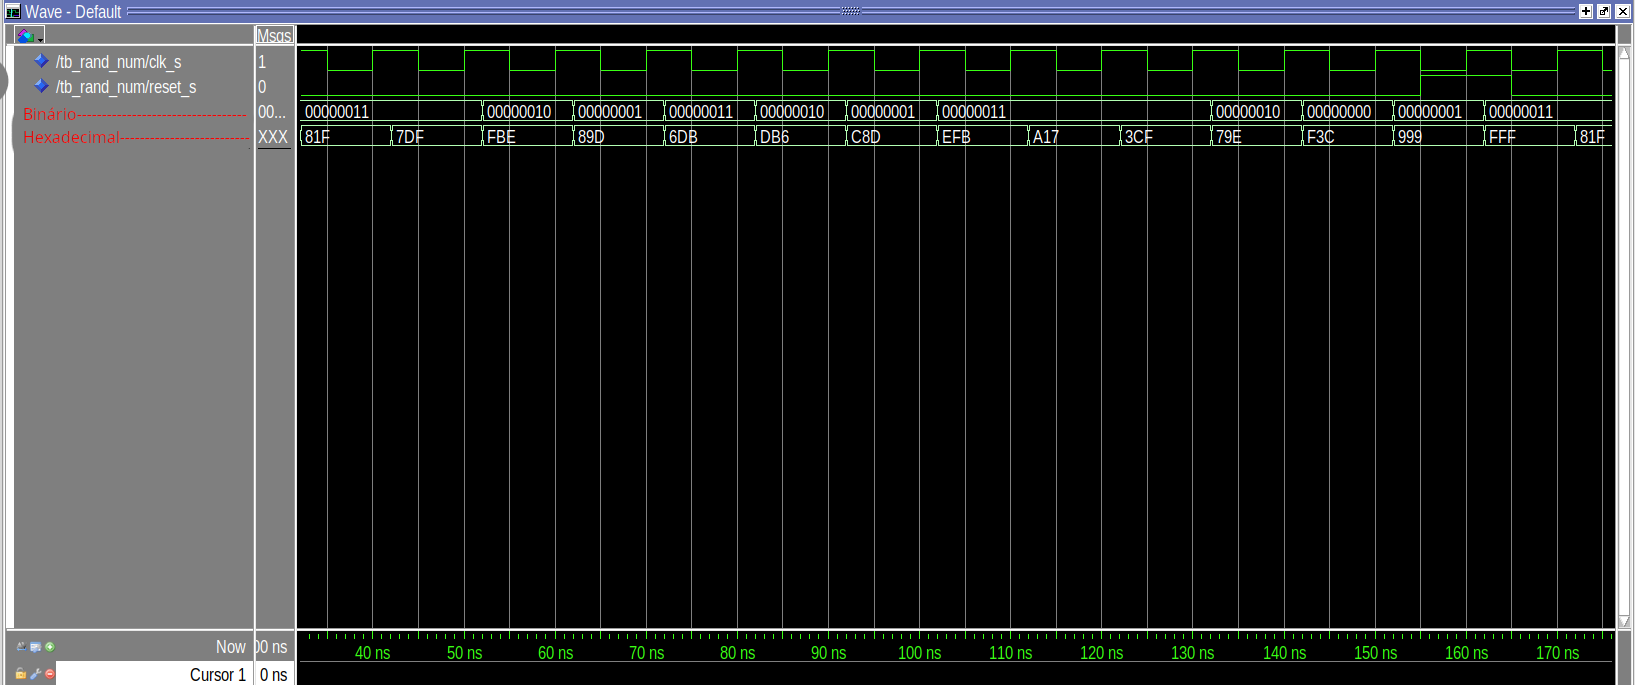 Wave - Default
Msgs
/tb_rand_num/clk_s 1
/tb_rand_num/reset_s 0
Binário------------------------------------ 00... 00000011 00000010 00000001 00000011 00000010 00000001 00000011 00000010 00000000 00000001 00000011
Hexadecimal--------------------------- XXX 81F 7DF FBE 89D 6DB DB6 C8D EFB A17 3CF 79E F3C 999 FFF 81F
Now 00 ns 40 ns 50 ns 60 ns 70 ns 80 ns 90 ns 100 ns 110 ns 120 ns 130 ns 140 ns 150 ns 160 ns 170 ns
Cursor 1 0 ns